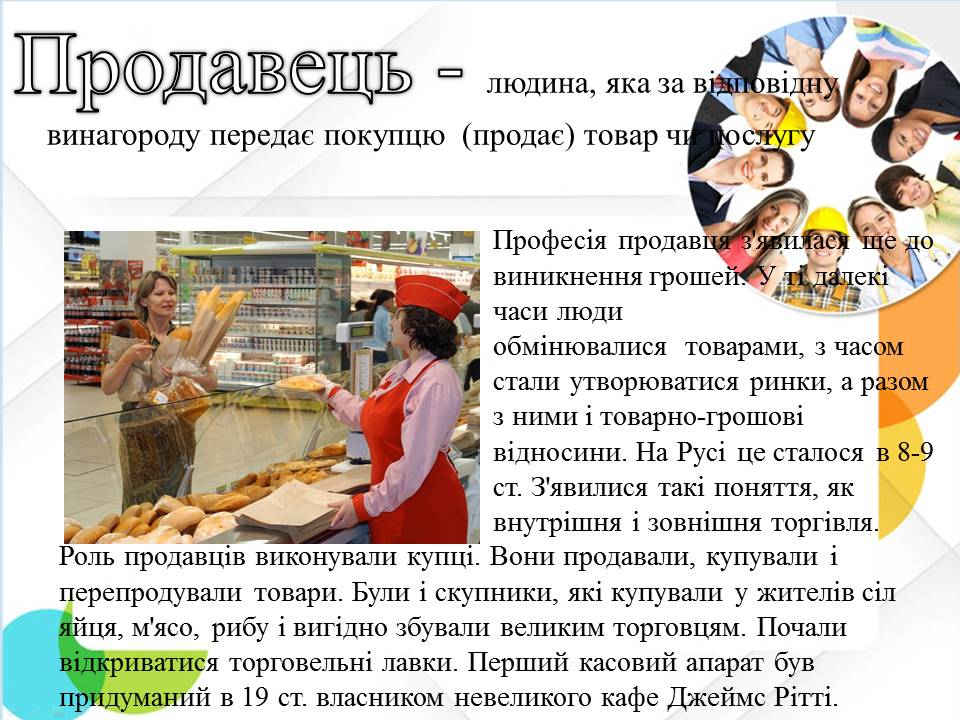 Продавець - людина, яка за відповідну
винагороду передає покупцю (продає) товар чи послугу
Професія продавця з'явилася ще до
виникнення грошей. У ті далекі
часи люди
обмінювалися товарами, з часом
стали утворюватися ринки, а разом
з ними і товарно-грошові
відносини. На Русі це сталося в 8-9
ст. З'явилися такі поняття, як
внутрішня і зовнішня торгівля.
Роль продавців виконували купці. Вони продавали, купували і
перепродували товари. Були і скупники, які купували у жителів сіл
яйця, м'ясо, рибу і вигідно збували великим торговцям. Почали
відкриватися торговельні лавки. Перший касовий апарат був
придуманий в 19 ст. власником невеликого кафе Джеймс Рітті.